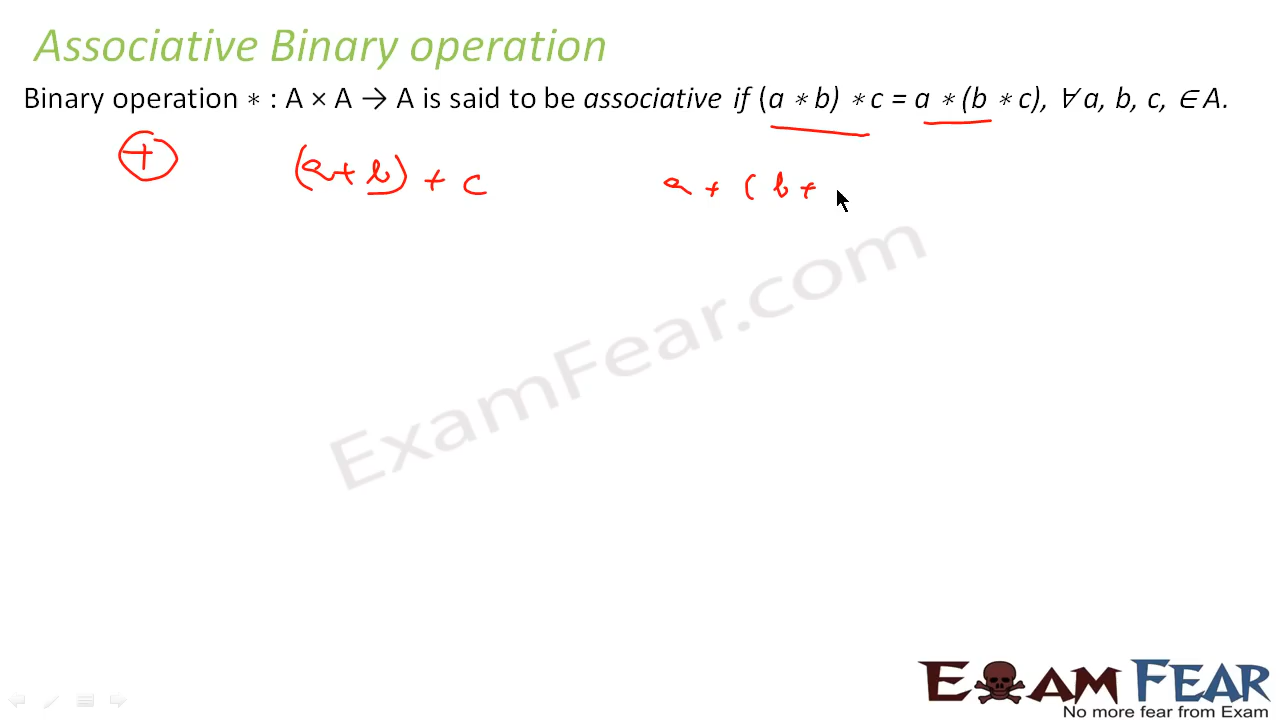 Associative Binary operation
Binary operation ∗ : A × A → A is said to be associative if (a ∗ b) ∗ c = a ∗ (b ∗ c), ∀ a, b, c, ∈ A.
+ (a + b) + c a + ( b +
ExamFear.com
EXAM FEAR
No more fear from Exam